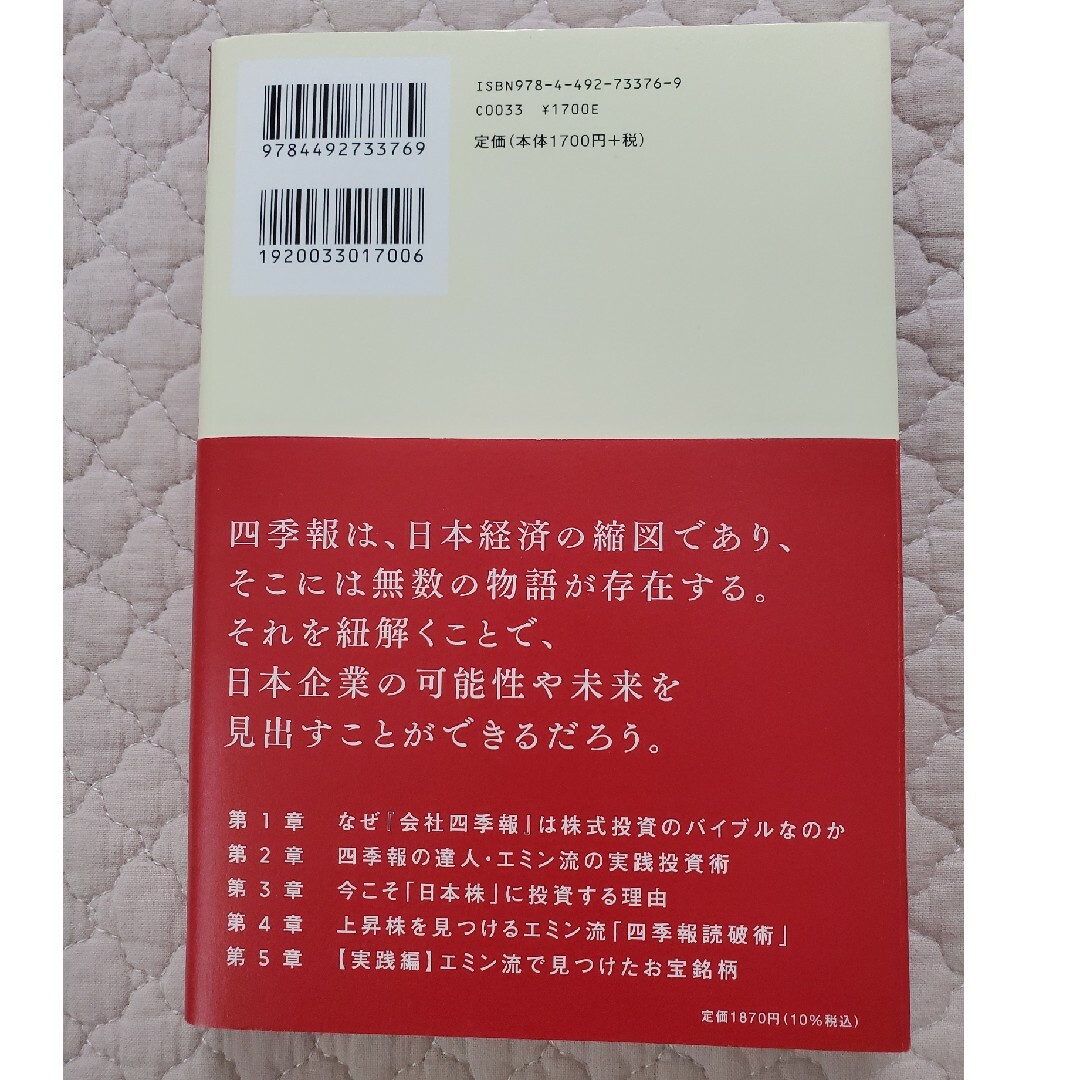 ISBN978-4-492-73376-9
C0033 ¥1700E
定価(本体1700円+税)
9784492733769
1920033017006
四季報は、日本経済の縮図であり、
そこには無数の物語が存在する。
それを紐解くことで、
日本企業の可能性や未来を
見出すことができるだろう。
第1章 なぜ『会社四季報』は株式投資のバイブルなのか
第2章 四季報の達人・エミン流の実践投資術
第3章 今こそ「日本株」に投資する理由
第4章 上昇株を見つけるエミン流「四季報読破術」
第5章 【実践編】エミン流で見つけたお宝銘柄
定価1870円(10%税込)